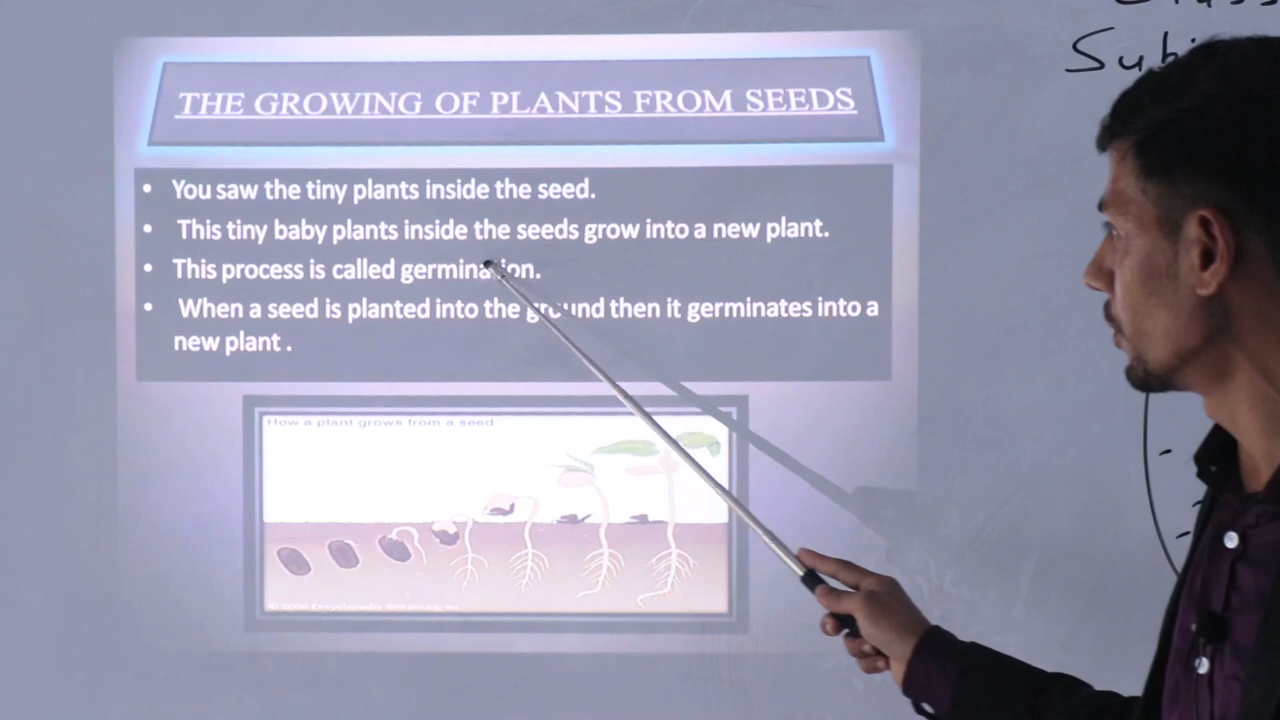 THE GROWING OF PLANTS FROM SEEDS
• You saw the tiny plants inside the seed.
• This tiny baby plants inside the seeds grow into a new plant.
• This process is called germination.
• When a seed is planted into the ground then it germinates into a
new plant .
How a plant grows from a seed